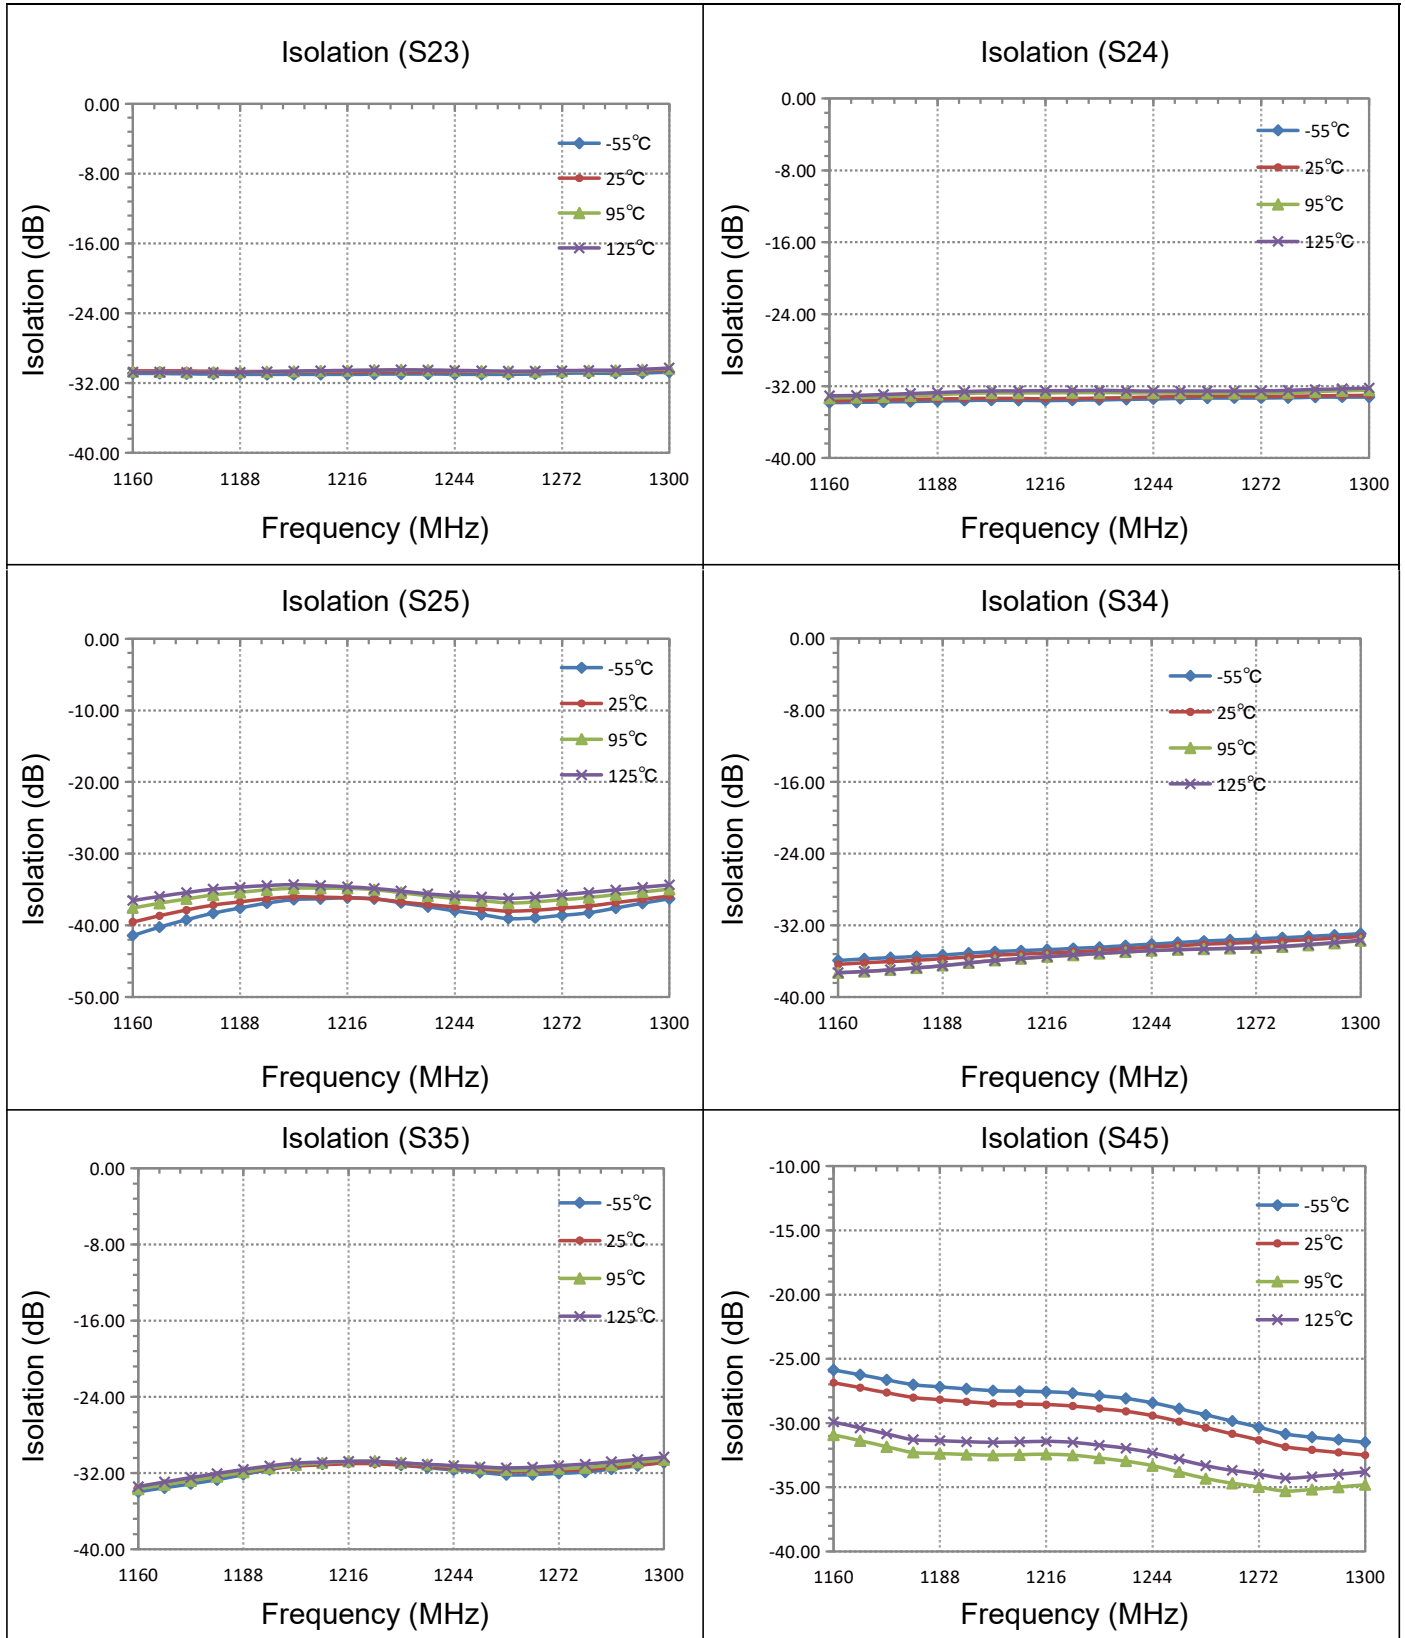 Isolation (S23)
0.00
-8.00
-16.00
-24.00
-32.00
-40.00
1160 1188 1216 1244 1272 1300
Isolation (dB)
Frequency (MHz)
-55℃
25℃
95℃
125℃
Isolation (S24)
0.00
-8.00
-16.00
-24.00
-32.00
-40.00
1160 1188 1216 1244 1272 1300
Isolation (dB)
Frequency (MHz)
-55℃
25℃
95℃
125℃
Isolation (S25)
0.00
-10.00
-20.00
-30.00
-40.00
-50.00
1160 1188 1216 1244 1272 1300
Isolation (dB)
Frequency (MHz)
-55℃
25℃
95℃
125℃
Isolation (S34)
0.00
-8.00
-16.00
-24.00
-32.00
-40.00
1160 1188 1216 1244 1272 1300
Isolation (dB)
Frequency (MHz)
-55℃
25℃
95℃
125℃
Isolation (S35)
0.00
-8.00
-16.00
-24.00
-32.00
-40.00
1160 1188 1216 1244 1272 1300
Isolation (dB)
Frequency (MHz)
-55℃
25℃
95℃
125℃
Isolation (S45)
-10.00
-15.00
-20.00
-25.00
-30.00
-35.00
-40.00
1160 1188 1216 1244 1272 1300
Isolation (dB)
Frequency (MHz)
-55℃
25℃
95℃
125℃